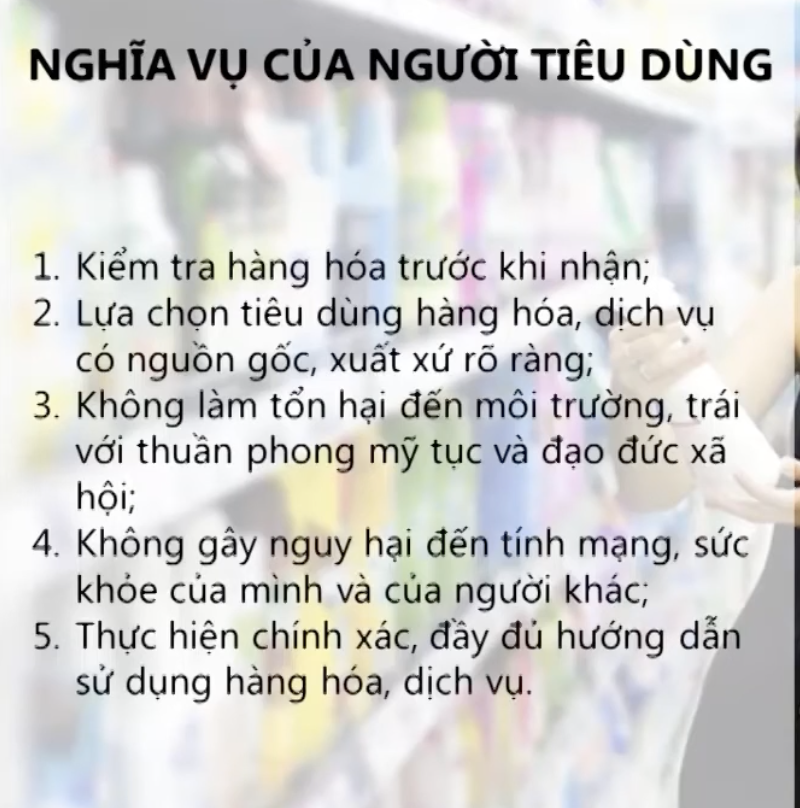 NGHĨA VỤ CỦA NGƯỜI TIÊU DÙNG
1. Kiểm tra hàng hóa trước khi nhận;
2. Lựa chọn tiêu dùng hàng hóa, dịch vụ
có nguồn gốc, xuất xứ rõ ràng;
3. Không làm tổn hại đến môi trường, trái
với thuần phong mỹ tục và đạo đức xã
hội;
4. Không gây nguy hại đến tính mạng, sức
khỏe của mình và của người khác;
5. Thực hiện chính xác, đầy đủ hướng dẫn
sử dụng hàng hóa, dịch vụ.